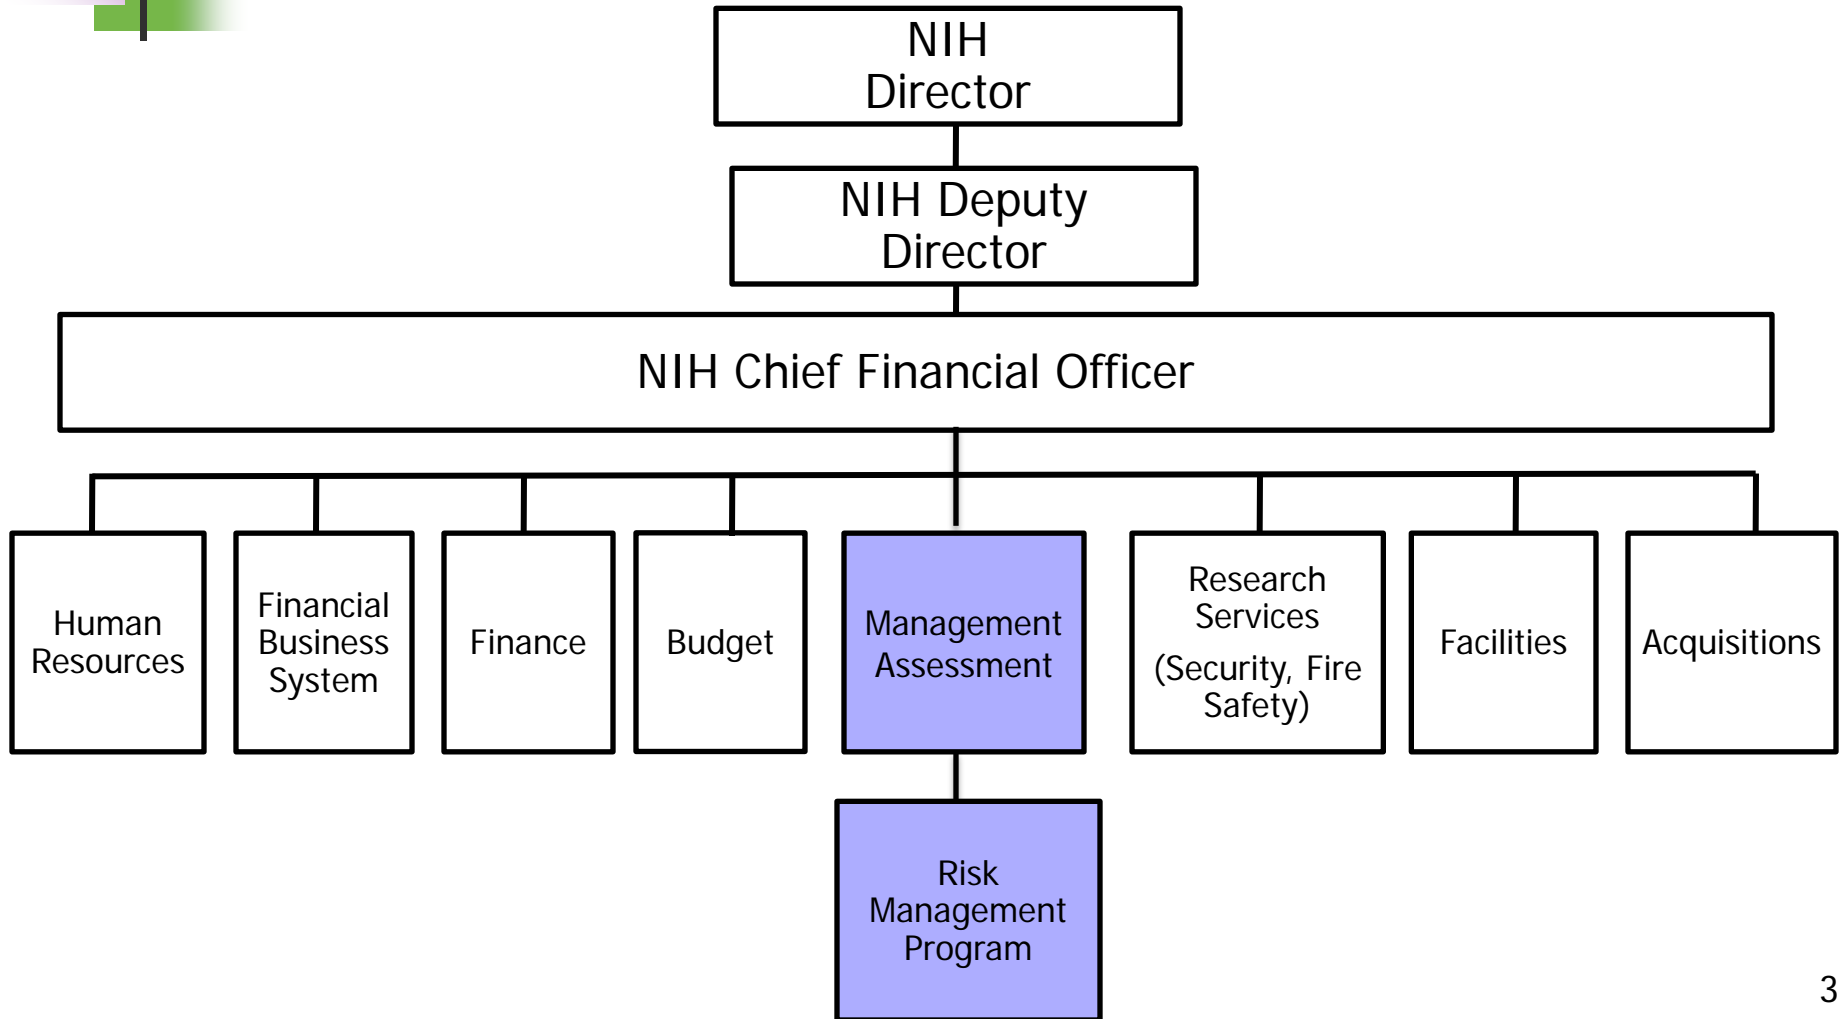 NIH
Director
NIH Deputy
Director
NIH Chief Financial Officer
Human
Resources
Financial
Business
System
Finance
Budget
Management
Assessment
Research
Services
(Security, Fire
Safety)
Facilities
Acquisitions
Risk
Management
Program
3